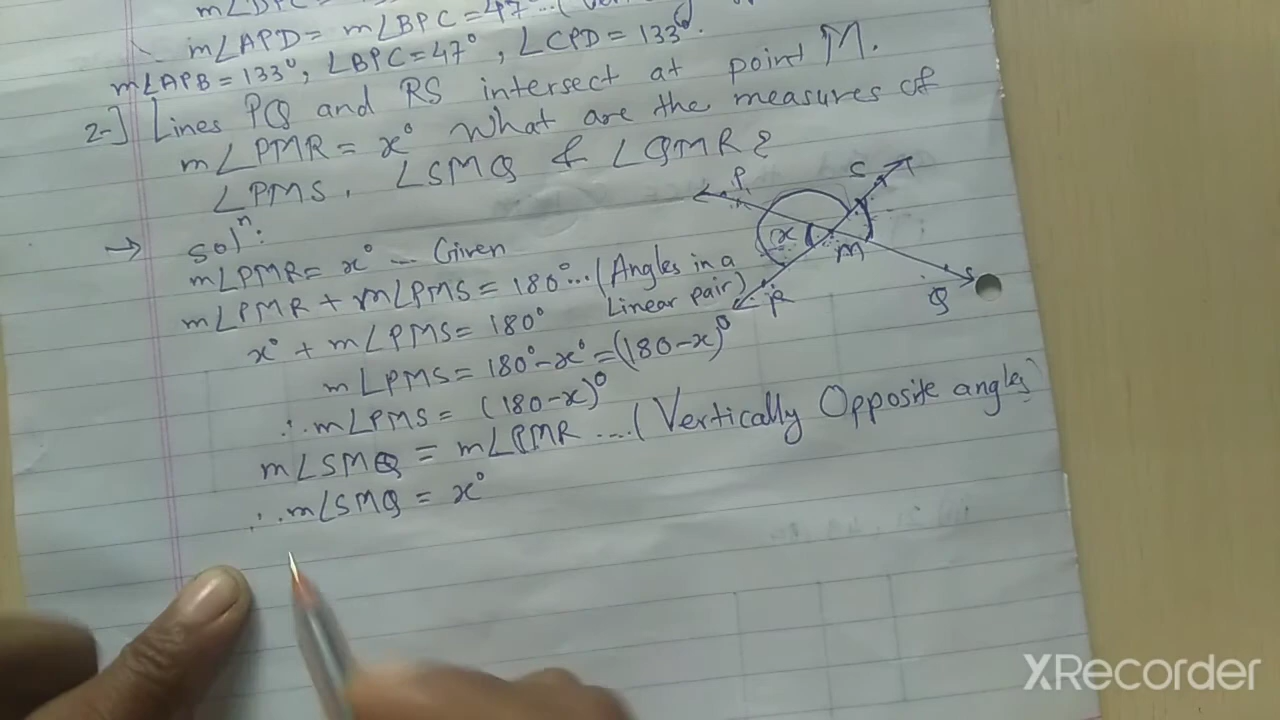 m∠APD = m∠BPC = 47°
m∠APB = 133°, ∠BPC = 47°, ∠CPD = 133°.
2-] Lines PQ and RS intersect at point M.
m∠PMR = x° What are the measures of
∠PMS, ∠SMQ & ∠QMR ?
→ solⁿ:
m∠PMR = x° – Given
m∠PMR + m∠PMS = 180° ... (Angles in a
Linear pair)
x° + m∠PMS = 180°
m∠PMS = 180° – x° = (180 – x)°
∴ m∠PMS = (180 – x)°
m∠SMQ = m∠PMR .... (Vertically Opposite angles)
∴ m∠SMQ = x°
P
S
x
M
R
Q
XRecorder